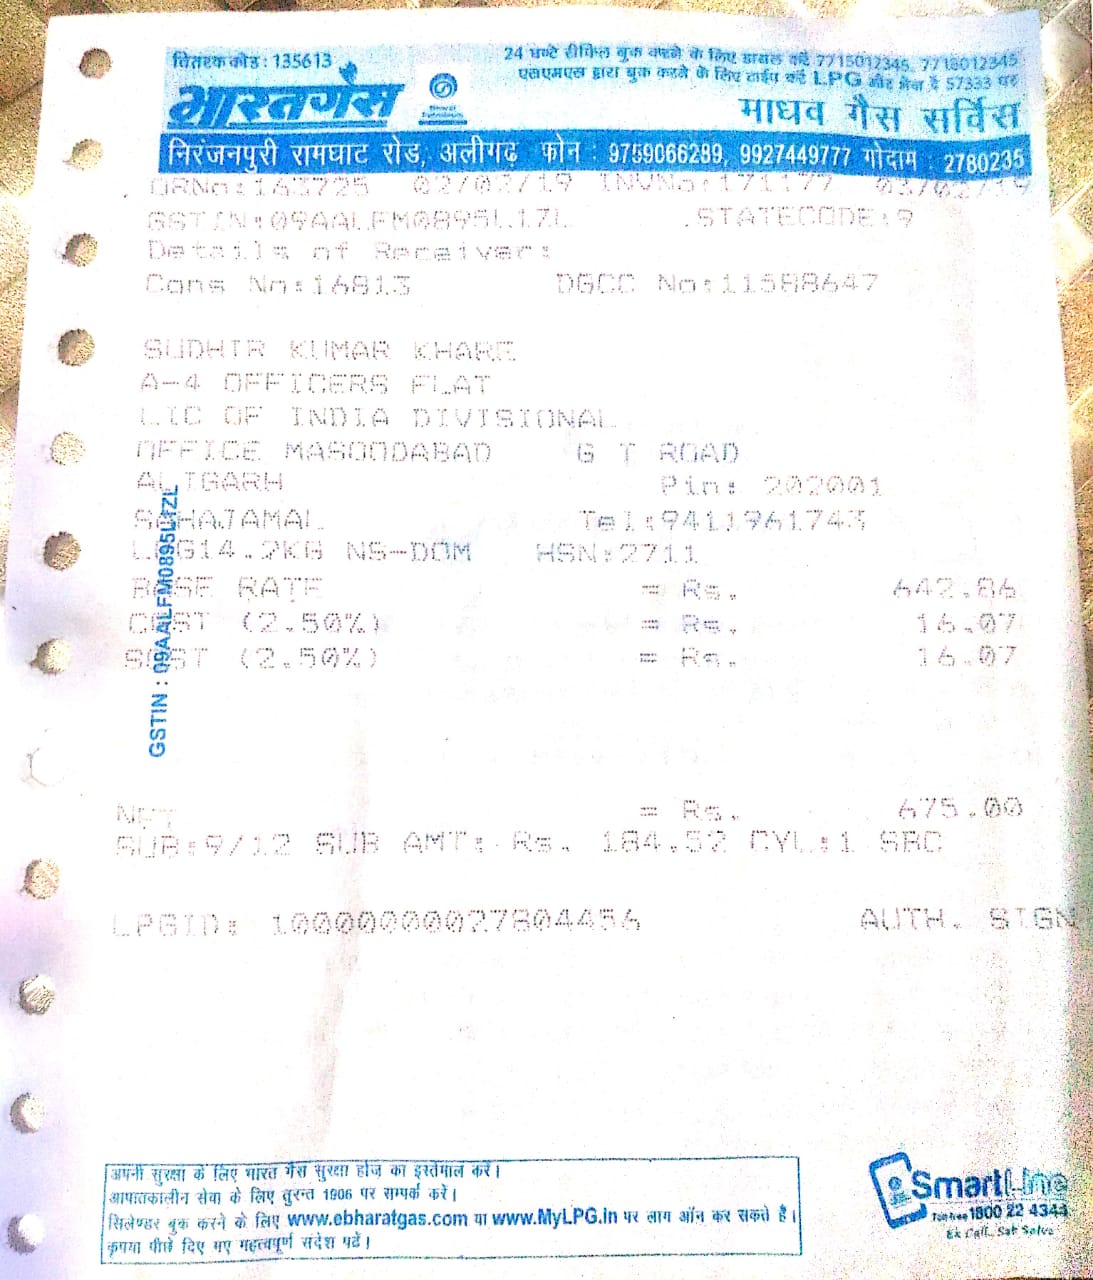 वितरक कोड : 135613
24 घण्टे रीफिल बुक करने के लिए डायल करें 7715012345, 7718012345
एसएमएस द्वारा बुक करने के लिए टाईप करें LPG और भेज दें 57333 पर
भारतगैस
माधव गैस सर्विस
निरंजनपुरी रामघाट रोड, अलीगढ़ फोन : 9759066289, 9927449777 गोदाम : 2780235
ORNo:163725 02/02/19 INVNo:171177 03/02/19
GSTIN:09AALFM0895L1ZL .STATECODE:9
Details of Receiver:
Cons No:16813 DGCC No:11588647
SUDHIR KUMAR KHARE
A-4 OFFICERS FLAT
LIC OF INDIA DIVISIONAL
OFFICE MASOODABAD G T ROAD
ALIGARH Pin: 202001
SAHAJAMAL Tel:9411961743
LPG14.2KG NS-DOM HSN:2711
BASE RATE = Rs. 642.86
CGST (2.50%) = Rs. 16.07
SGST (2.50%) = Rs. 16.07
GSTIN : 09AALFM0895L1ZL
NET = Rs. 675.00
SUB:9/12 SUB AMT: Rs. 184.52 CYL:1 SBC
LPGID: 1000000027804456 AUTH. SIGN
अपनी सुरक्षा के लिए भारत गैस सुरक्षा होज का इस्तेमाल करें।
आपातकालीन सेवा के लिए तुरन्त 1906 पर सम्पर्क करें।
सिलेण्डर बुक करने के लिए www.ebharatgas.com या www.MyLPG.in पर लाग ऑन कर सकते हैं।
कृपया पीछे दिए गए महत्वपूर्ण संदेश पढ़ें।
SmartLine
Toll free 1800 22 4344
Ek Call.. Sab Solve